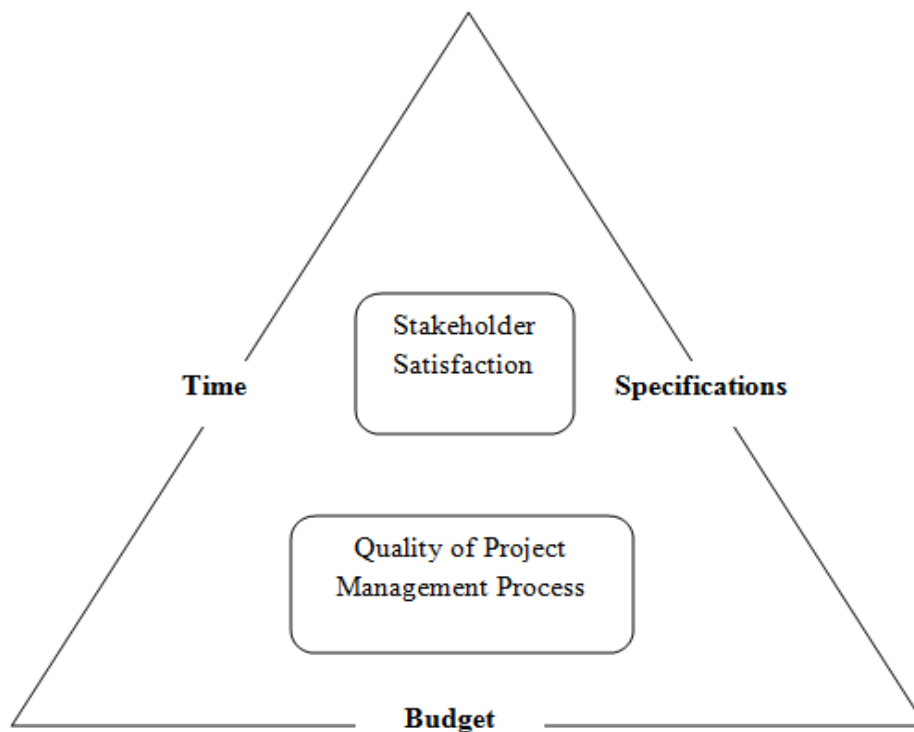 Stakeholder
Satisfaction
Time
Specifications
Quality of Project
Management Process
Budget